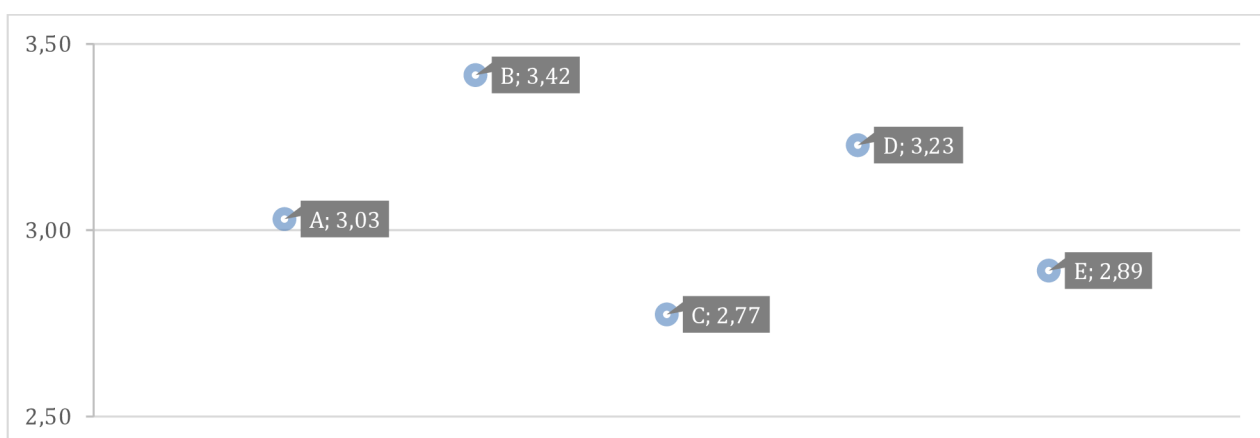 3,50
B; 3,42
D; 3,23
A; 3,03
3,00
E; 2,89
C; 2,77
2,50